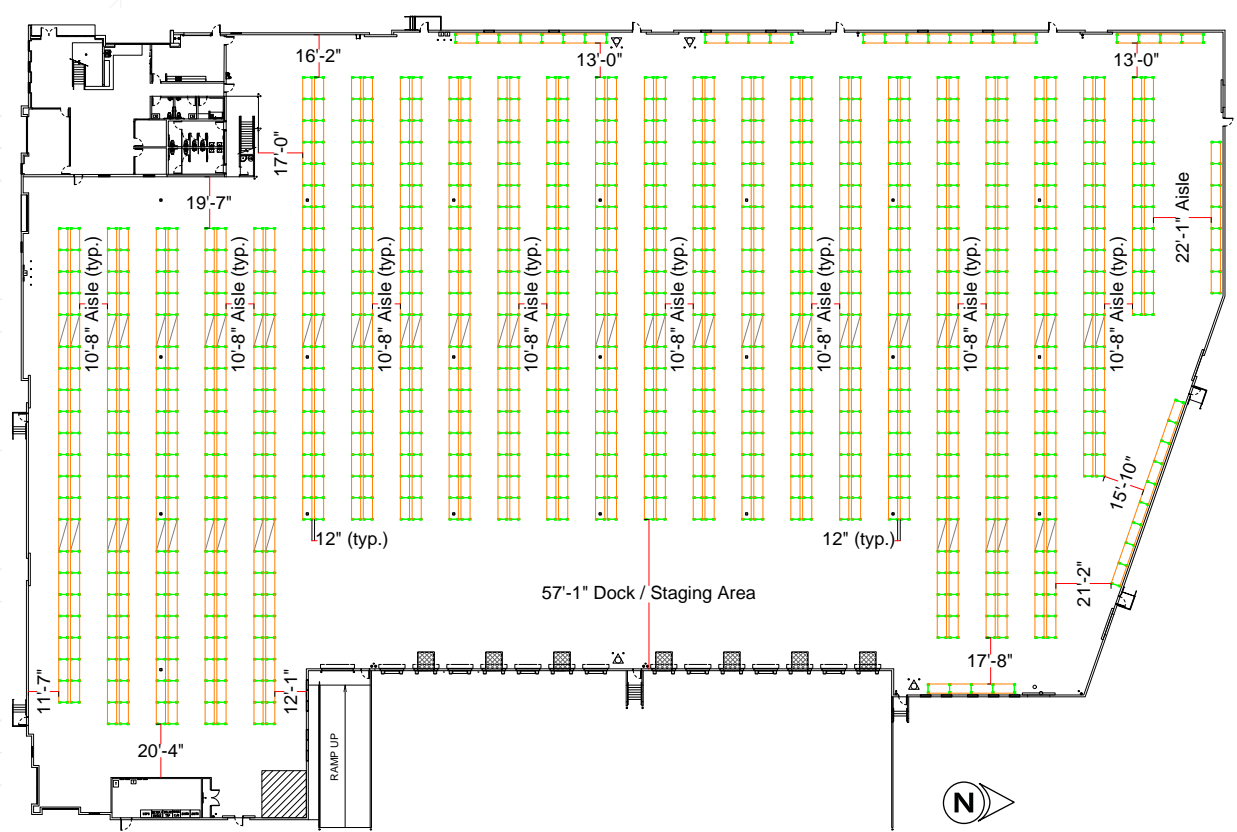 16'-2"
13'-0"
13'-0"
17'-0"
19'-7"
22'-1" Aisle
10'-8" Aisle (typ.)
10'-8" Aisle (typ.)
10'-8" Aisle (typ.)
10'-8" Aisle (typ.)
10'-8" Aisle (typ.)
10'-8" Aisle (typ.)
10'-8" Aisle (typ.)
10'-8" Aisle (typ.)
15'-10"
12" (typ.)
12" (typ.)
57'-1" Dock / Staging Area
21'-2"
17'-8"
11'-7"
12'-1"
20'-4"
RAMP UP
N